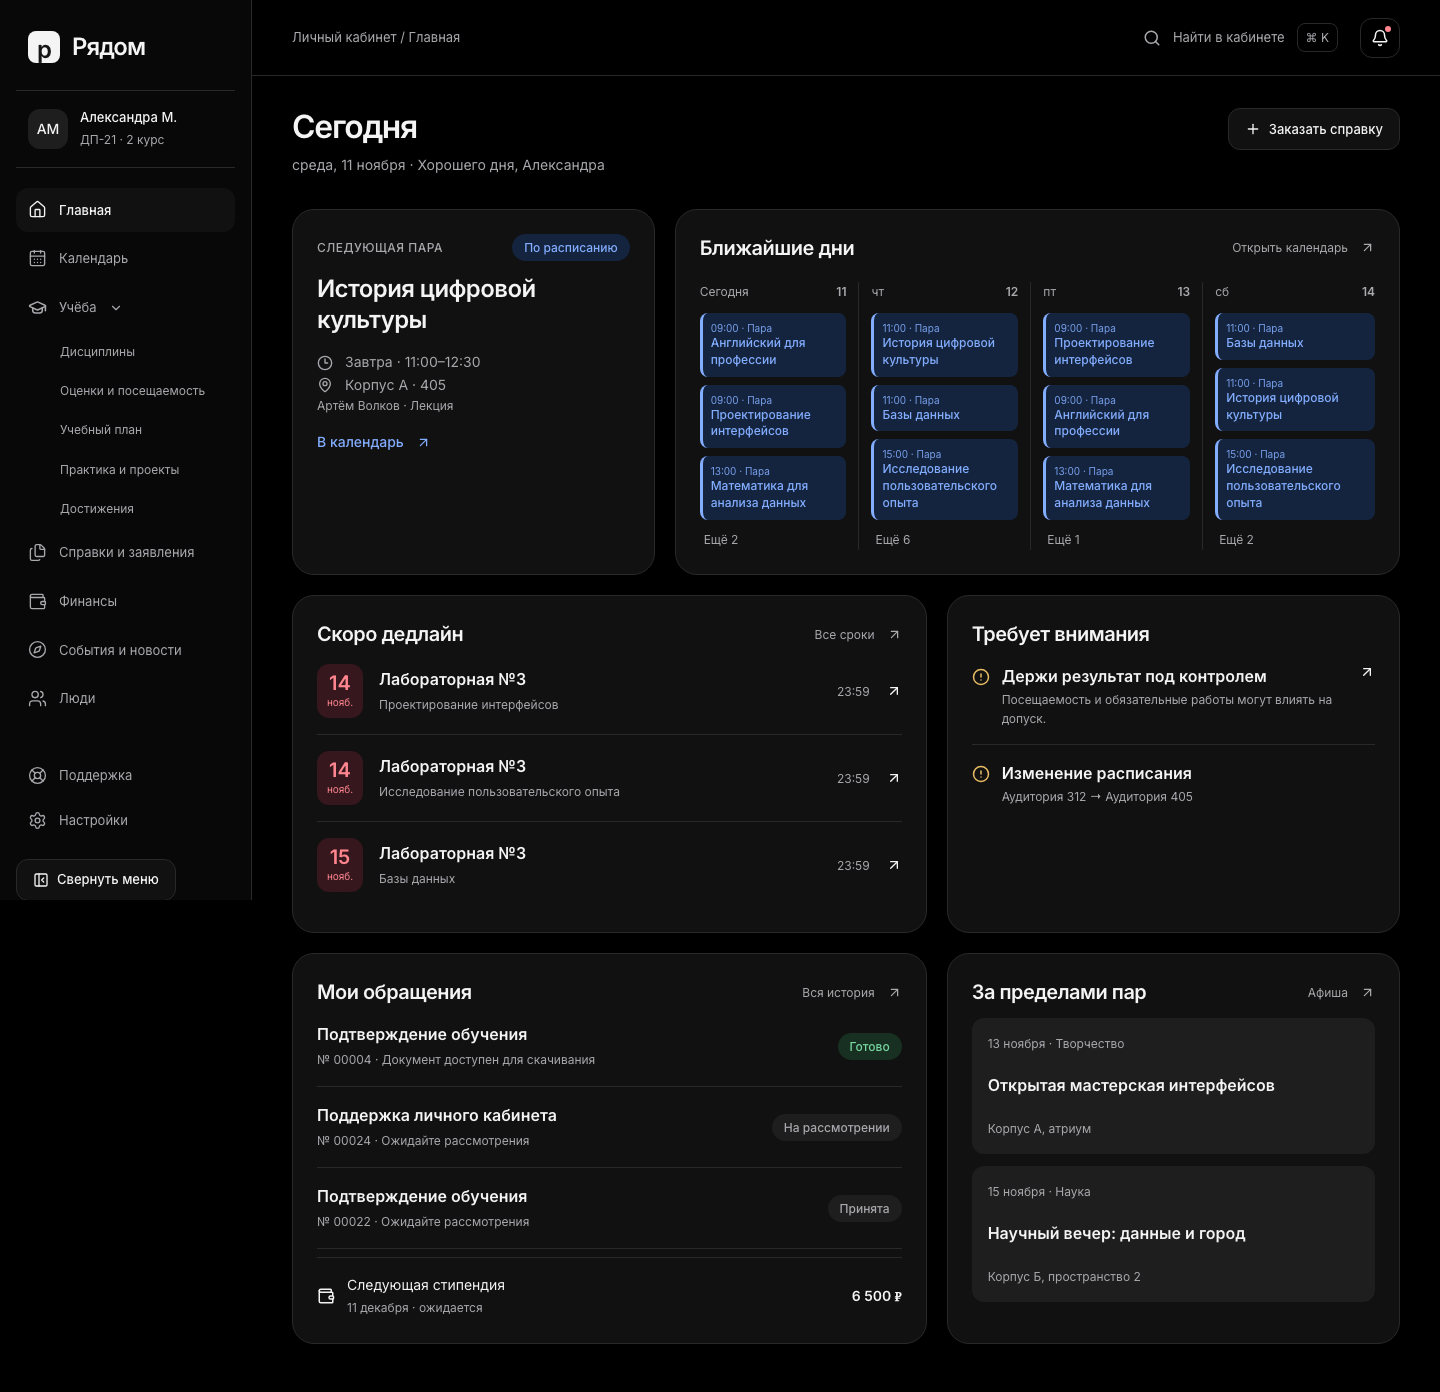 р Рядом
АМ
Александра М.
ДП-21 · 2 курс
Главная
Календарь
Учёба
Дисциплины
Оценки и посещаемость
Учебный план
Практика и проекты
Достижения
Справки и заявления
Финансы
События и новости
Люди
Поддержка
Настройки
Свернуть меню
Личный кабинет / Главная
Найти в кабинете
⌘ K
Сегодня
среда, 11 ноября · Хорошего дня, Александра
Заказать справку
СЛЕДУЮЩАЯ ПАРА
По расписанию
История цифровой
культуры
Завтра · 11:00–12:30
Корпус А · 405
Артём Волков · Лекция
В календарь
Ближайшие дни
Открыть календарь
Сегодня 11
09:00 · Пара
Английский для
профессии
09:00 · Пара
Проектирование
интерфейсов
13:00 · Пара
Математика для
анализа данных
Ещё 2
чт 12
11:00 · Пара
История цифровой
культуры
11:00 · Пара
Базы данных
15:00 · Пара
Исследование
пользовательского
опыта
Ещё 6
пт 13
09:00 · Пара
Проектирование
интерфейсов
09:00 · Пара
Английский для
профессии
13:00 · Пара
Математика для
анализа данных
Ещё 1
сб 14
11:00 · Пара
Базы данных
11:00 · Пара
История цифровой
культуры
15:00 · Пара
Исследование
пользовательского
опыта
Ещё 2
Скоро дедлайн
Все сроки
14
нояб.
Лабораторная №3
Проектирование интерфейсов
23:59
14
нояб.
Лабораторная №3
Исследование пользовательского опыта
23:59
15
нояб.
Лабораторная №3
Базы данных
23:59
Требует внимания
Держи результат под контролем
Посещаемость и обязательные работы могут влиять на
допуск.
Изменение расписания
Аудитория 312 → Аудитория 405
Мои обращения
Вся история
Подтверждение обучения
№ 00004 · Документ доступен для скачивания
Готово
Поддержка личного кабинета
№ 00024 · Ожидайте рассмотрения
На рассмотрении
Подтверждение обучения
№ 00022 · Ожидайте рассмотрения
Принята
Следующая стипендия
11 декабря · ожидается
6 500 ₽
За пределами пар
Афиша
13 ноября · Творчество
Открытая мастерская интерфейсов
Корпус А, атриум
15 ноября · Наука
Научный вечер: данные и город
Корпус Б, пространство 2